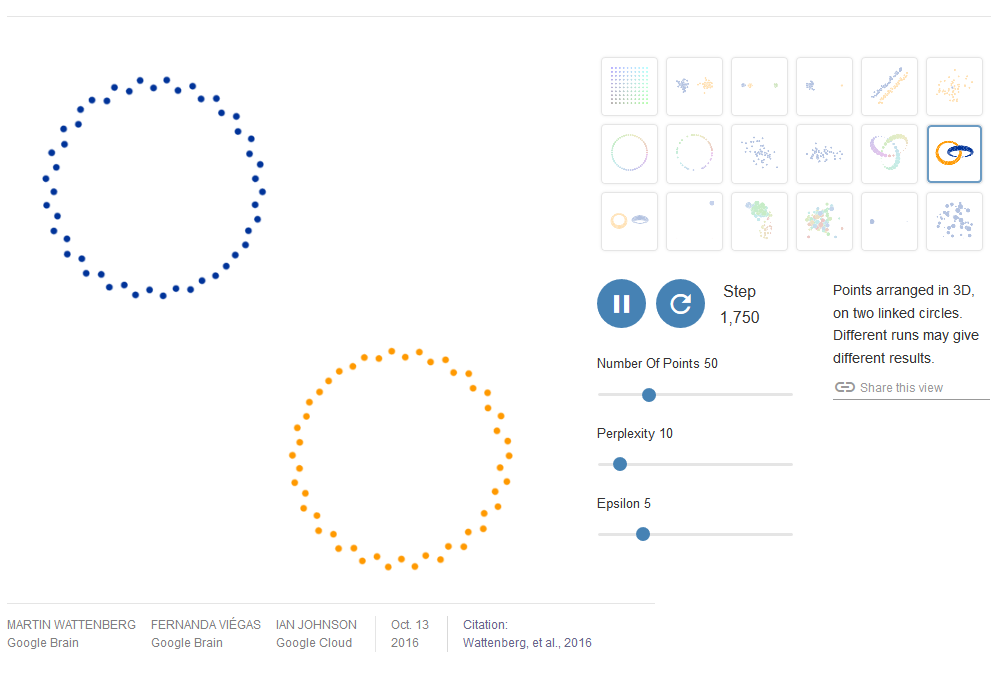 Step
1,750
Points arranged in 3D,
on two linked circles.
Different runs may give
different results.
Share this view
Number Of Points 50
Perplexity 10
Epsilon 5
MARTIN WATTENBERG
Google Brain
FERNANDA VIÉGAS
Google Brain
IAN JOHNSON
Google Cloud
Oct. 13
2016
Citation:
Wattenberg, et al., 2016